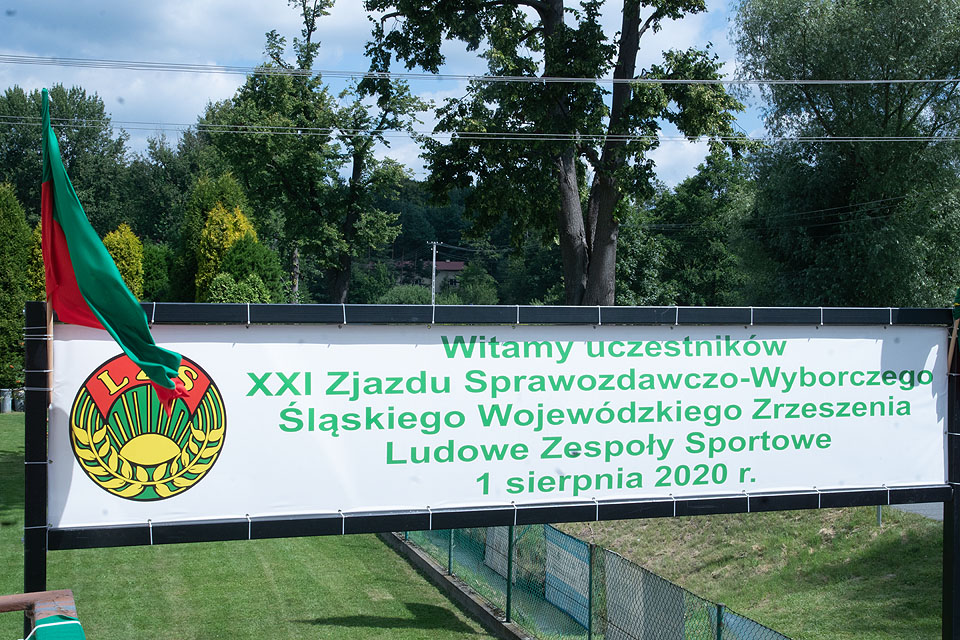 LZS
Witamy uczestników
XXI Zjazdu Sprawozdawczo-Wyborczego
Śląskiego Wojewódzkiego Zrzeszenia
Ludowe Zespoły Sportowe
1 sierpnia 2020 r.